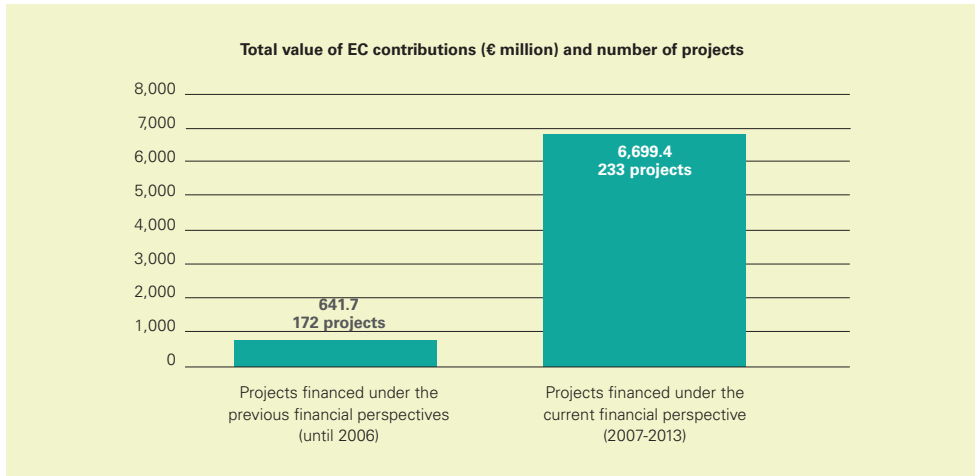 Total value of EC contributions (€ million) and number of projects
8,000
7,000
6,000
5,000
4,000
3,000
2,000
1,000
0
641.7
172 projects
6,699.4
233 projects
Projects financed under the
previous financial perspectives
(until 2006)
Projects financed under the
current financial perspective
(2007-2013)